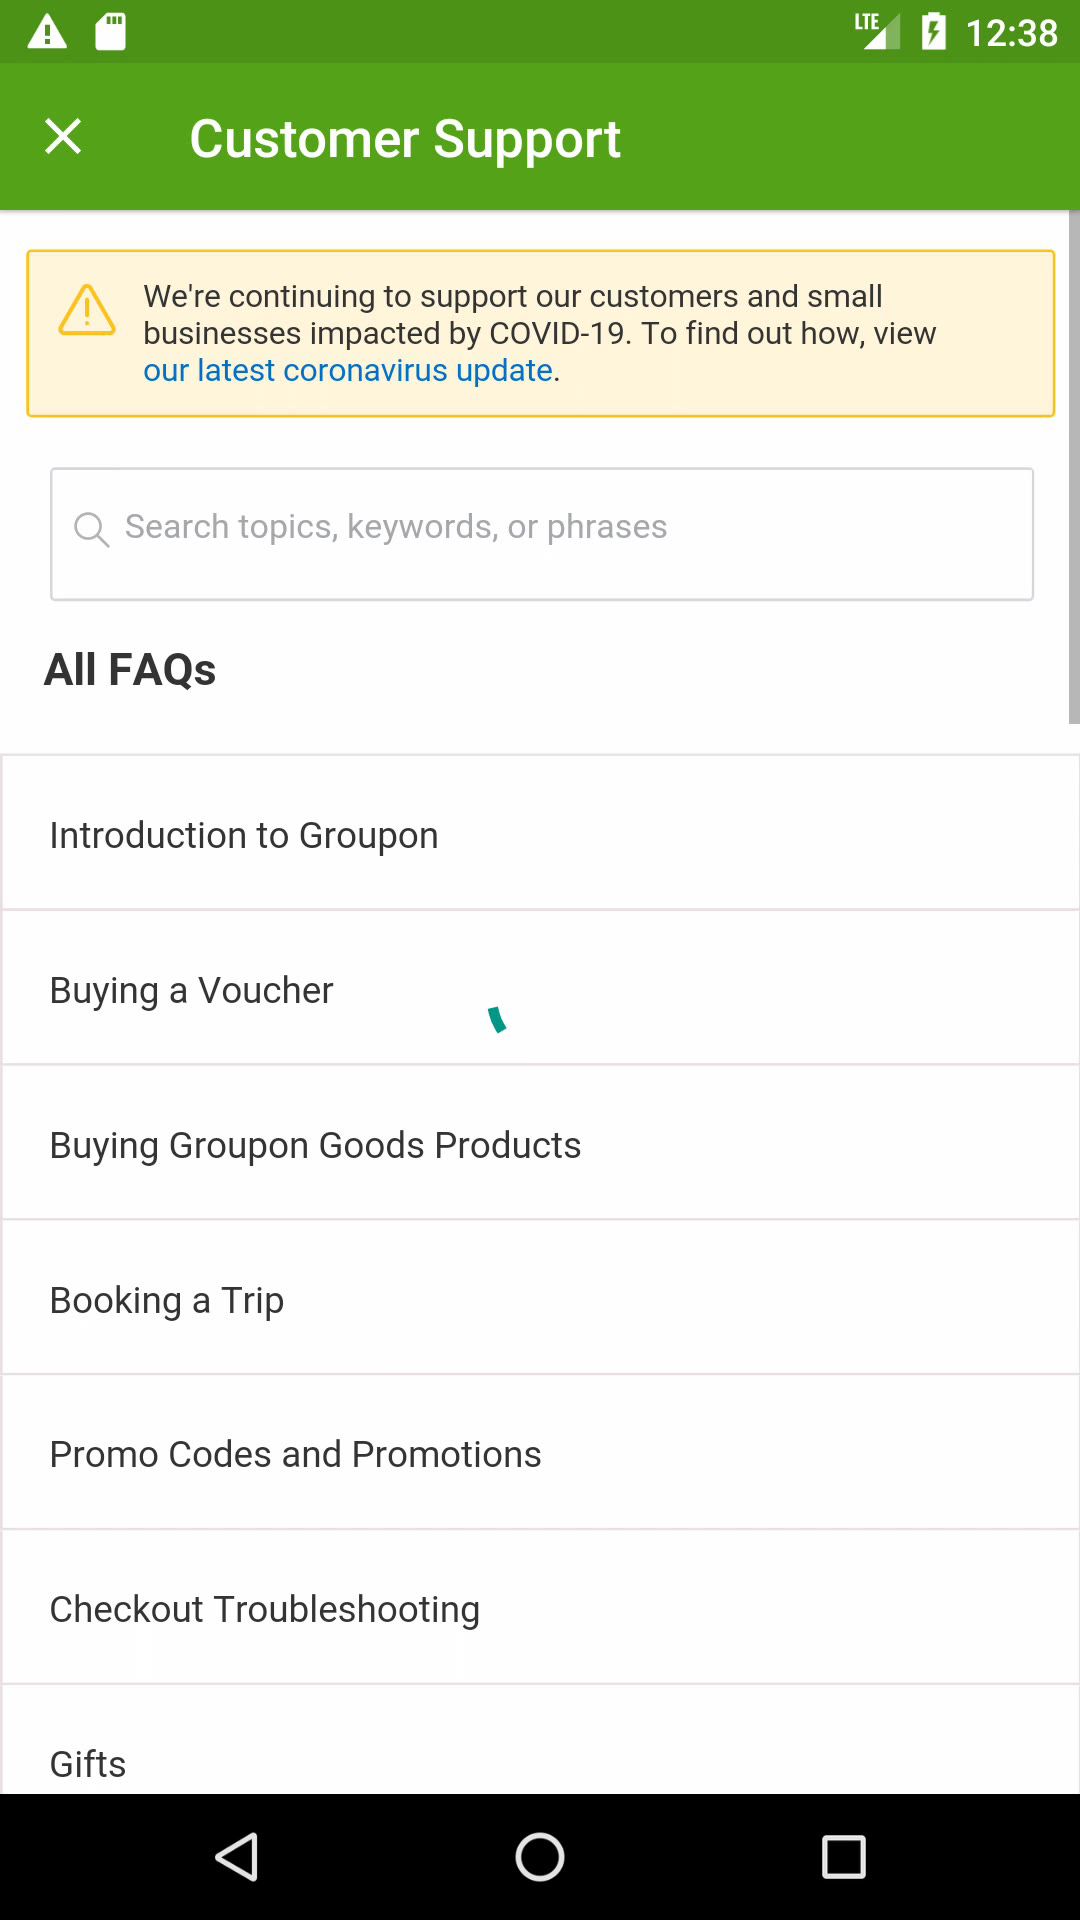 LTE 12:38
Customer Support
We're continuing to support our customers and small
businesses impacted by COVID-19. To find out how, view
our latest coronavirus update.
Search topics, keywords, or phrases
All FAQs
Introduction to Groupon
Buying a Voucher
Buying Groupon Goods Products
Booking a Trip
Promo Codes and Promotions
Checkout Troubleshooting
Gifts